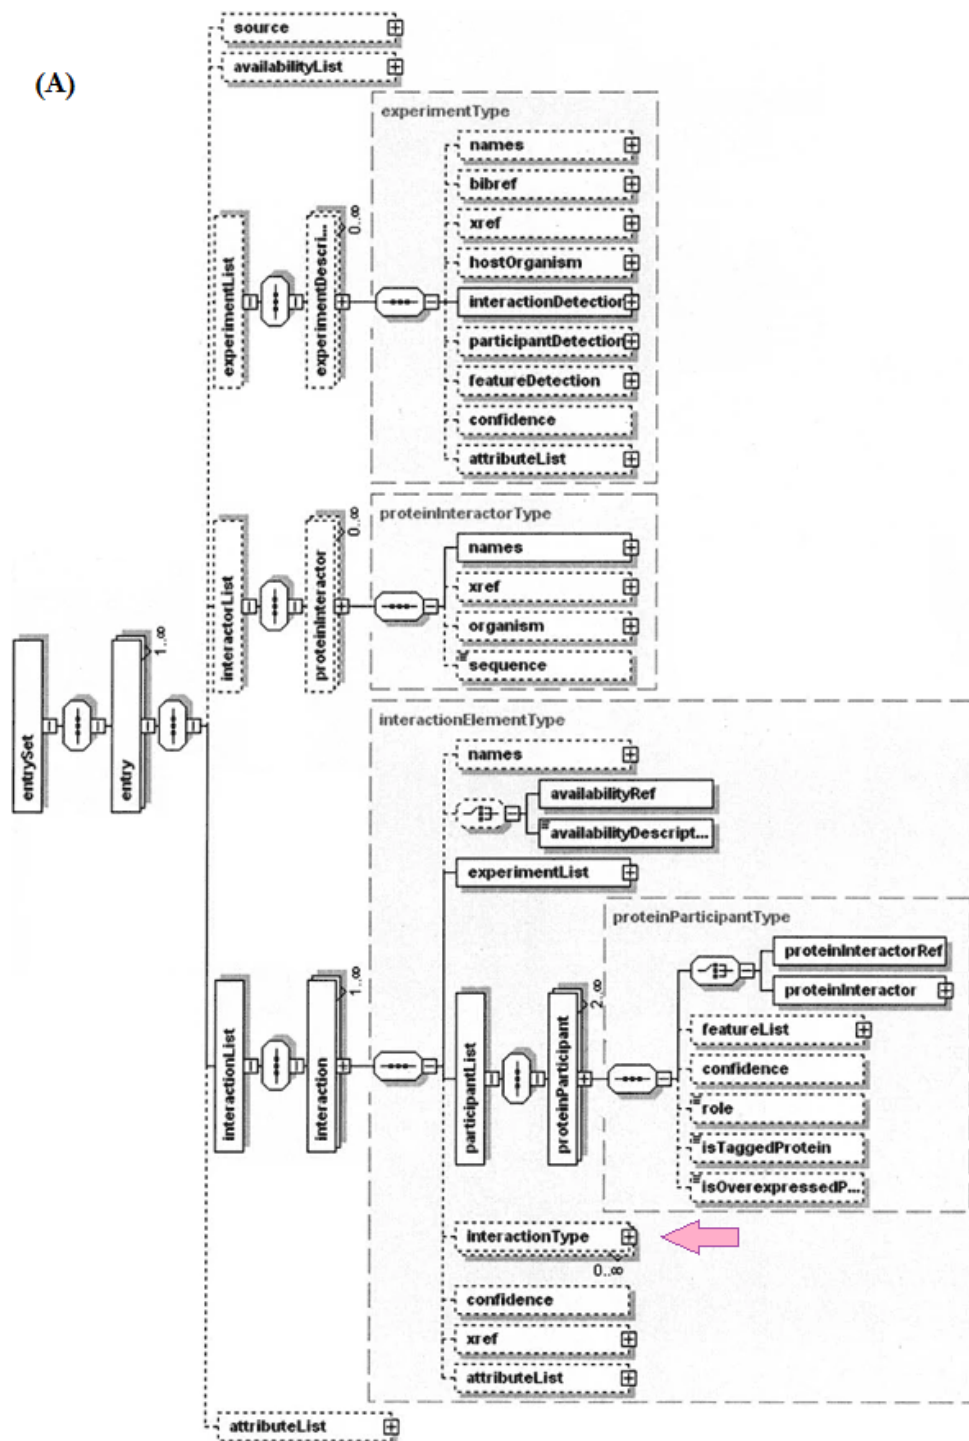 (A)
source
availabilityList
experimentType
names
bibref
xref
hostOrganism
interactionDetection
participantDetection
featureDetection
confidence
attributeList
experimentList
experimentDescri...
0..∞
proteinInteractorType
names
xref
organism
sequence
interactorList
proteinInteractor
0..∞
entrySet
entry
1..∞
interactionElementType
names
availabilityRef
availabilityDescript...
experimentList
proteinParticipantType
proteinInteractorRef
proteinInteractor
featureList
confidence
role
isTaggedProtein
isOverexpressedP...
interactionList
interaction
1..∞
participantList
proteinParticipant
2..∞
interactionType
0..∞
confidence
xref
attributeList
attributeList